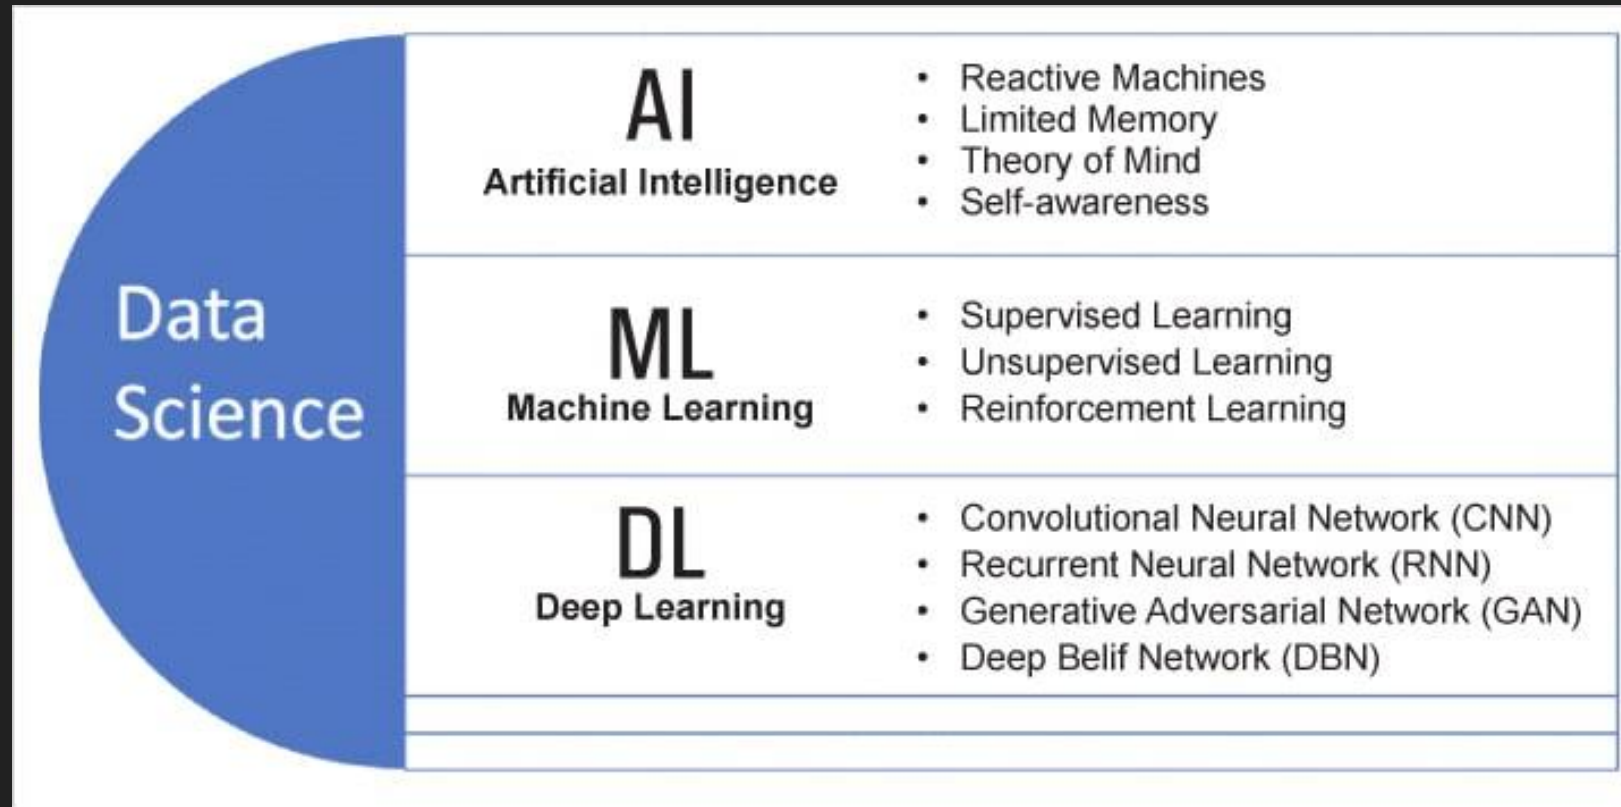 Data
Science
AI
Artificial Intelligence
• Reactive Machines
• Limited Memory
• Theory of Mind
• Self-awareness
ML
Machine Learning
• Supervised Learning
• Unsupervised Learning
• Reinforcement Learning
DL
Deep Learning
• Convolutional Neural Network (CNN)
• Recurrent Neural Network (RNN)
• Generative Adversarial Network (GAN)
• Deep Belif Network (DBN)